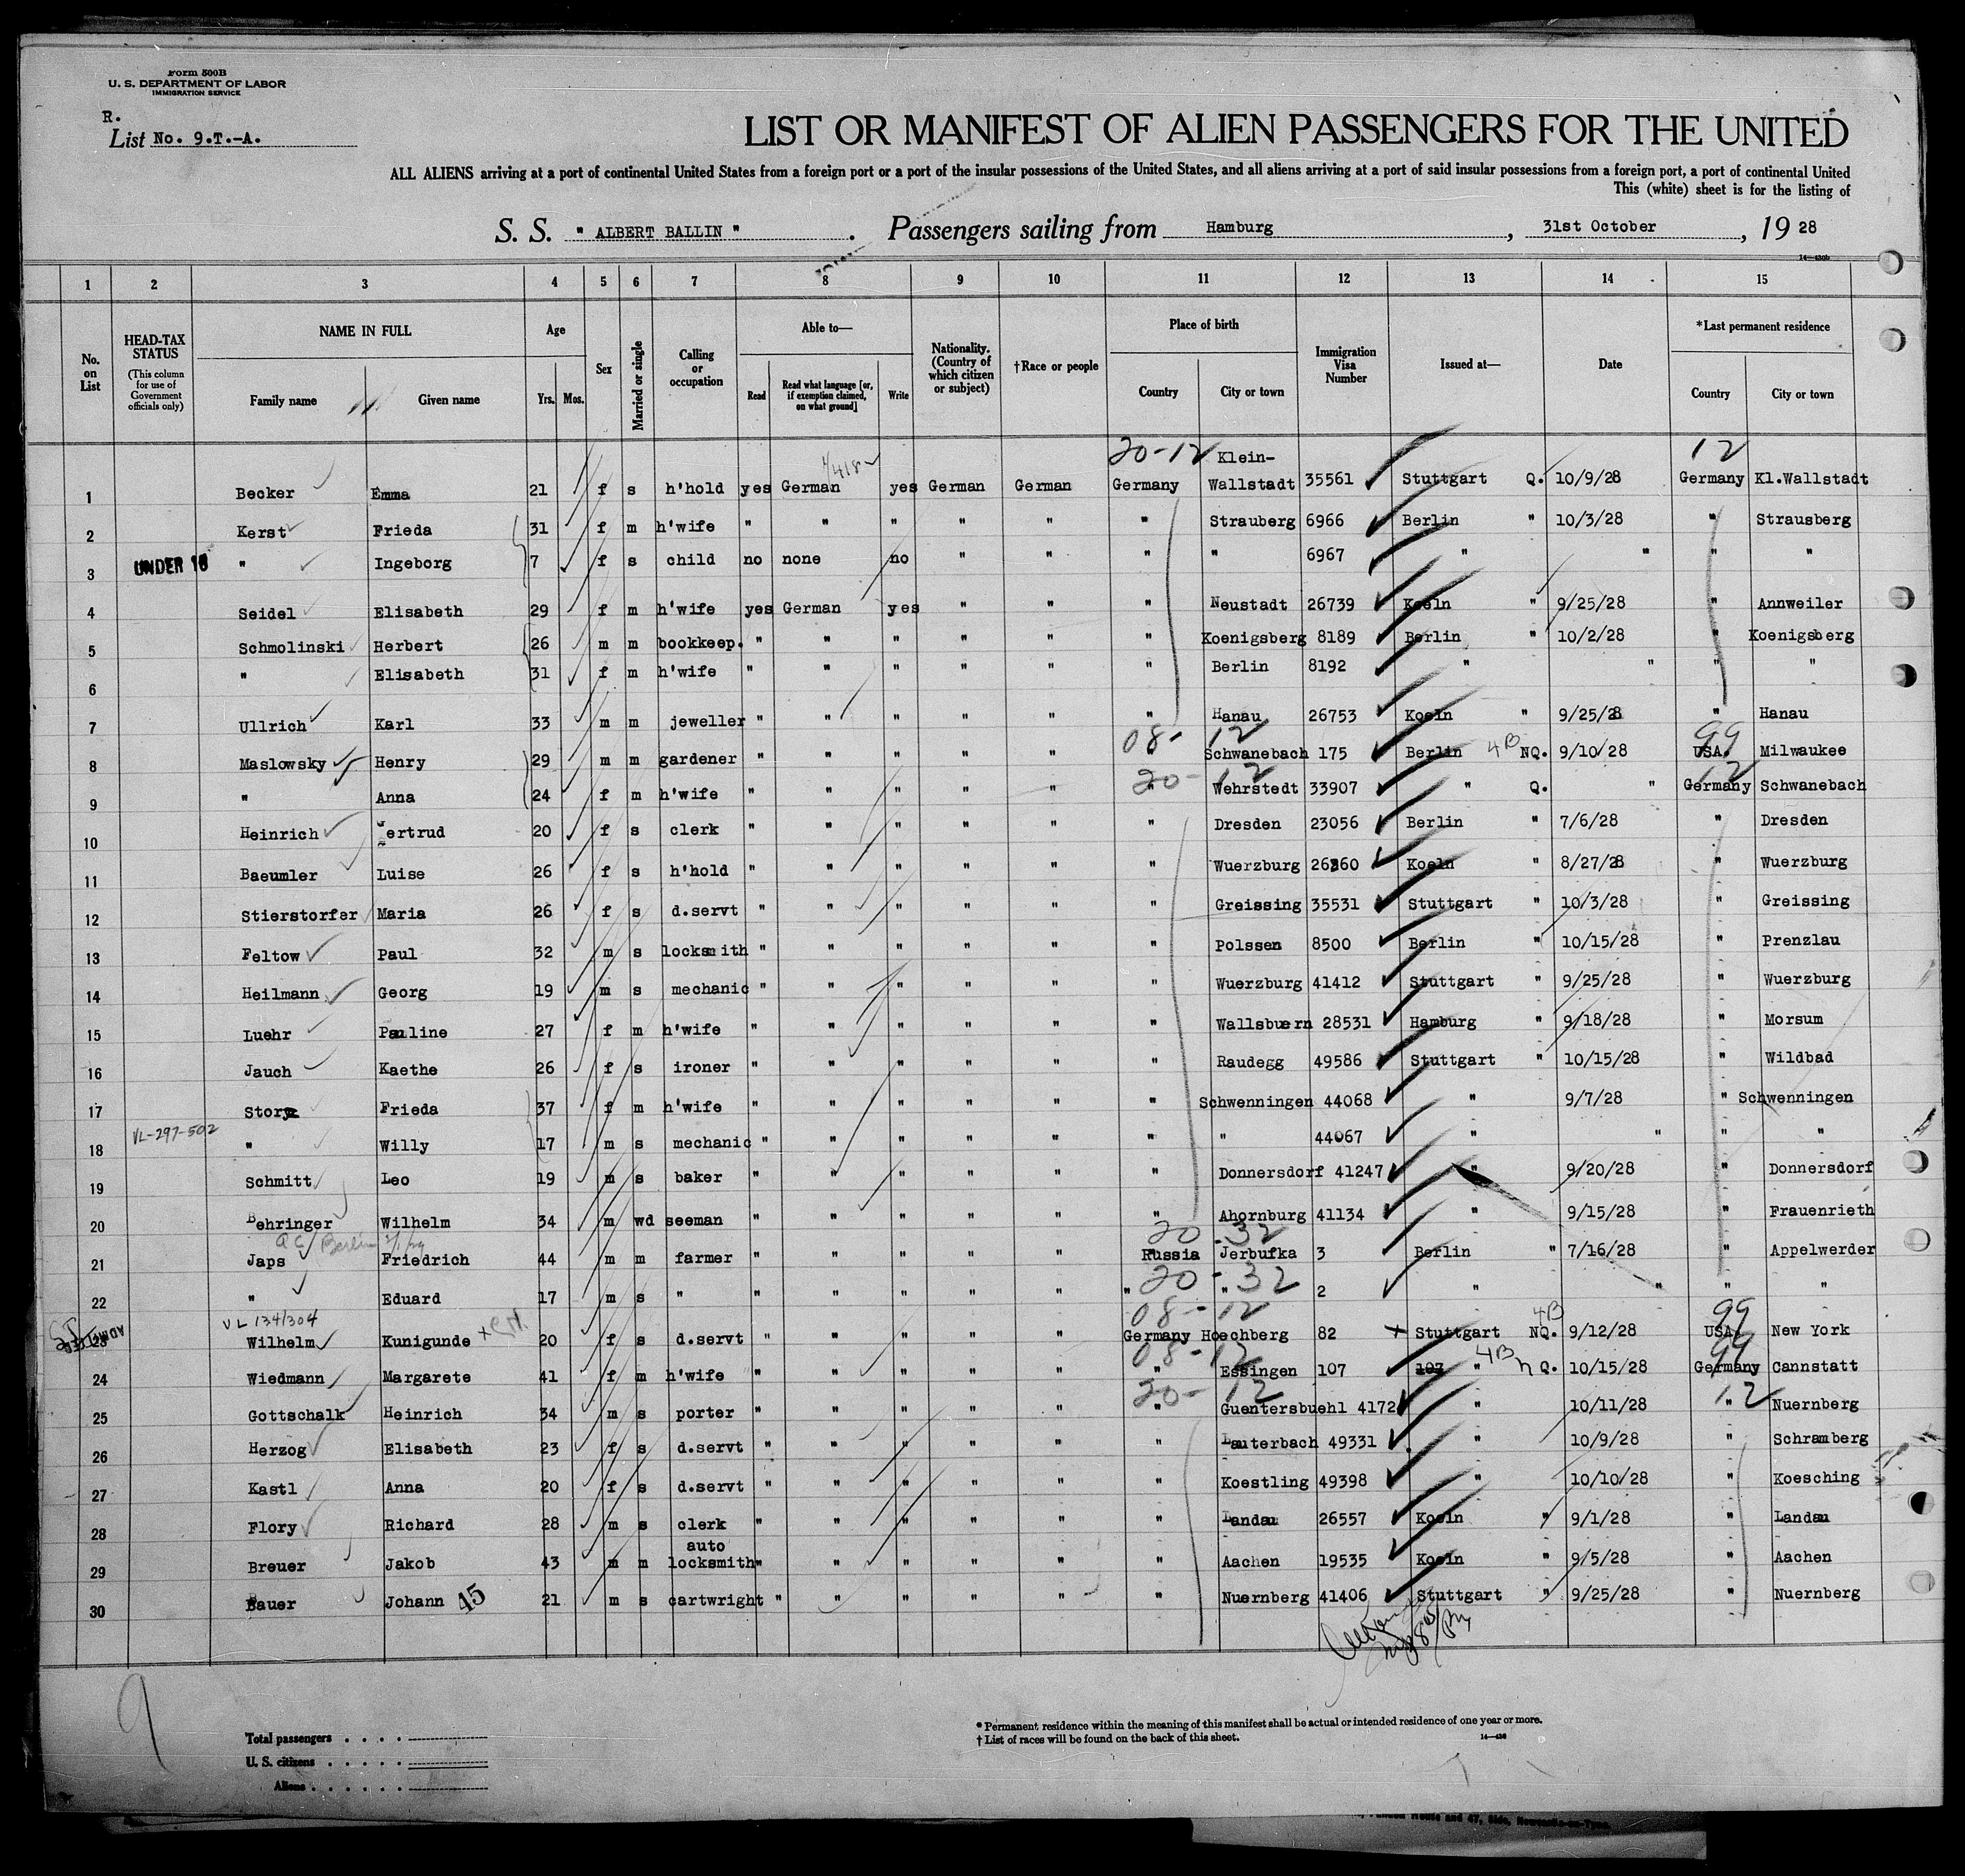 Form 500B
U. S. DEPARTMENT OF LABOR
IMMIGRATION SERVICE
R.
List No. 9.T.-A.
LIST OR MANIFEST OF ALIEN PASSENGERS FOR THE UNITED
ALL ALIENS arriving at a port of continental United States from a foreign port or a port of the insular possessions of the United States, and all aliens arriving at a port of said insular possessions from a foreign port, a port of continental United
This (white) sheet is for the listing of
S. S. " ALBERT BALLIN " . Passengers sailing from Hamburg , 31st October , 19 28
1 2 3 4 5 6 7 8 9 10 11 12 13 14 15
No. on List
HEAD-TAX STATUS
(This column for use of Government officials only)
NAME IN FULL
Family name Given name
Age
Yrs. Mos.
Sex
Married or single
Calling or occupation
Able to—
Read Read what language [or, if exemption claimed, on what ground] Write
Nationality. (Country of which citizen or subject)
†Race or people
Place of birth
Country City or town
Immigration Visa Number
Issued at—
Date
*Last permanent residence
Country City or town
20-12 Klein- 12
1 Becker Emma 21 f s h'hold yes German yes German German Germany Wallstadt 35561 Stuttgart Q. 10/9/28 Germany Kl.Wallstadt
2 Kerst Frieda 31 f m h'wife " " " " " " Strauberg 6966 Berlin " 10/3/28 " Strausberg
3 UNDER 16 " Ingeborg 7 f s child no none no " " " " 6967 " " " "
4 Seidel Elisabeth 29 f m h'wife yes German yes " " " Neustadt 26739 Koeln " 9/25/28 " Annweiler
5 Schmolinski Herbert 26 m m bookkeep. " " " " " " Koenigsberg 8189 Berlin " 10/2/28 " Koenigsberg
6 " Elisabeth 31 f m h'wife " " " " " " Berlin 8192 " " " "
7 Ullrich Karl 33 m m jeweller " " " " " " Hanau 26753 Koeln " 9/25/28 " Hanau
08- 12 99
8 Maslowsky Henry 29 m m gardener " " " " " " Schwanebach 175 Berlin 4B NQ. 9/10/28 USA. Milwaukee
20- 12 12
9 " Anna 24 f m h'wife " " " " " " Wehrstedt 33907 " Q. " Germany Schwanebach
10 Heinrich Gertrud 20 f s clerk " " " " " " Dresden 23056 Berlin " 7/6/28 " Dresden
11 Baeumler Luise 26 f s h'hold " " " " " " Wuerzburg 26260 Koeln " 8/27/28 " Wuerzburg
12 Stierstorfer Maria 26 f s d.servt " " " " " " Greissing 35531 Stuttgart " 10/3/28 " Greissing
13 Feltow Paul 32 m s locksmith " " " " " " Polssen 8500 Berlin " 10/15/28 " Prenzlau
14 Heilmann Georg 19 m s mechanic " " " " " " Wuerzburg 41412 Stuttgart " 9/25/28 " Wuerzburg
15 Luehr Pauline 27 f m h'wife " " " " " " Wallsbuern 28531 Hamburg " 9/18/28 " Morsum
16 Jauch Kaethe 26 f s ironer " " " " " " Raudegg 49586 Stuttgart " 10/15/28 " Wildbad
17 Storz Frieda 37 f m h'wife " " " " " " Schwenningen 44068 " 9/7/28 " Schwenningen
18 VL-297-502 " Willy 17 m s mechanic " " " " " " " 44067 " " " "
19 Schmitt Leo 19 m s baker " " " " " " Donnersdorf 41247 " 9/20/28 " Donnersdorf
20 Behringer Wilhelm 34 m wd seeman " " " " " " Ahornburg 41134 " 9/15/28 " Frauenrieth
20 - 32
21 Japs Friedrich 44 m m farmer " " " " " Russia Jerbufka 3 Berlin " 7/16/28 " Appelwerder
20 - 32
22 " Eduard 17 m s " " " " " " " " 2 " " " "
VL 134/304 08 - 12 4B 99
ADMITTED
23 Wilhelm Kunigunde 20 f s d.servt " " " " " Germany Hoechberg 82 Stuttgart NQ. 9/12/28 USA New York
08-12 4B 99
24 Wiedmann Margarete 41 f m h'wife " " " " " " Essingen 107 107 " n Q. 10/15/28 Germany Cannstatt
20- 12 12
25 Gottschalk Heinrich 34 m s porter " " " " " " Guentersbuehl 4172 " 10/11/28 " Nuernberg
26 Herzog Elisabeth 23 f s d.servt " " " " " " Lauterbach 49331 " 10/9/28 " Schramberg
27 Kastl Anna 20 f s d.servt " " " " " " Koestling 49398 " 10/10/28 " Koesching
28 Flory Richard 28 m s clerk " " " " " " Landau 26557 Koeln " 9/1/28 " Landau
auto
29 Breuer Jakob 43 m m locksmith " " " " " " Aachen 19535 Koeln " 9/5/28 " Aachen
30 Bauer Johann 15 21 m s cartwright " " " " " " Nuernberg 41406 Stuttgart " 9/25/28 " Nuernberg
9
Total passengers . . . .
U. S. citizens . . . . .
Aliens . . . . . .
* Permanent residence within the meaning of this manifest shall be actual or intended residence of one year or more.
† List of races will be found on the back of this sheet.
14—430